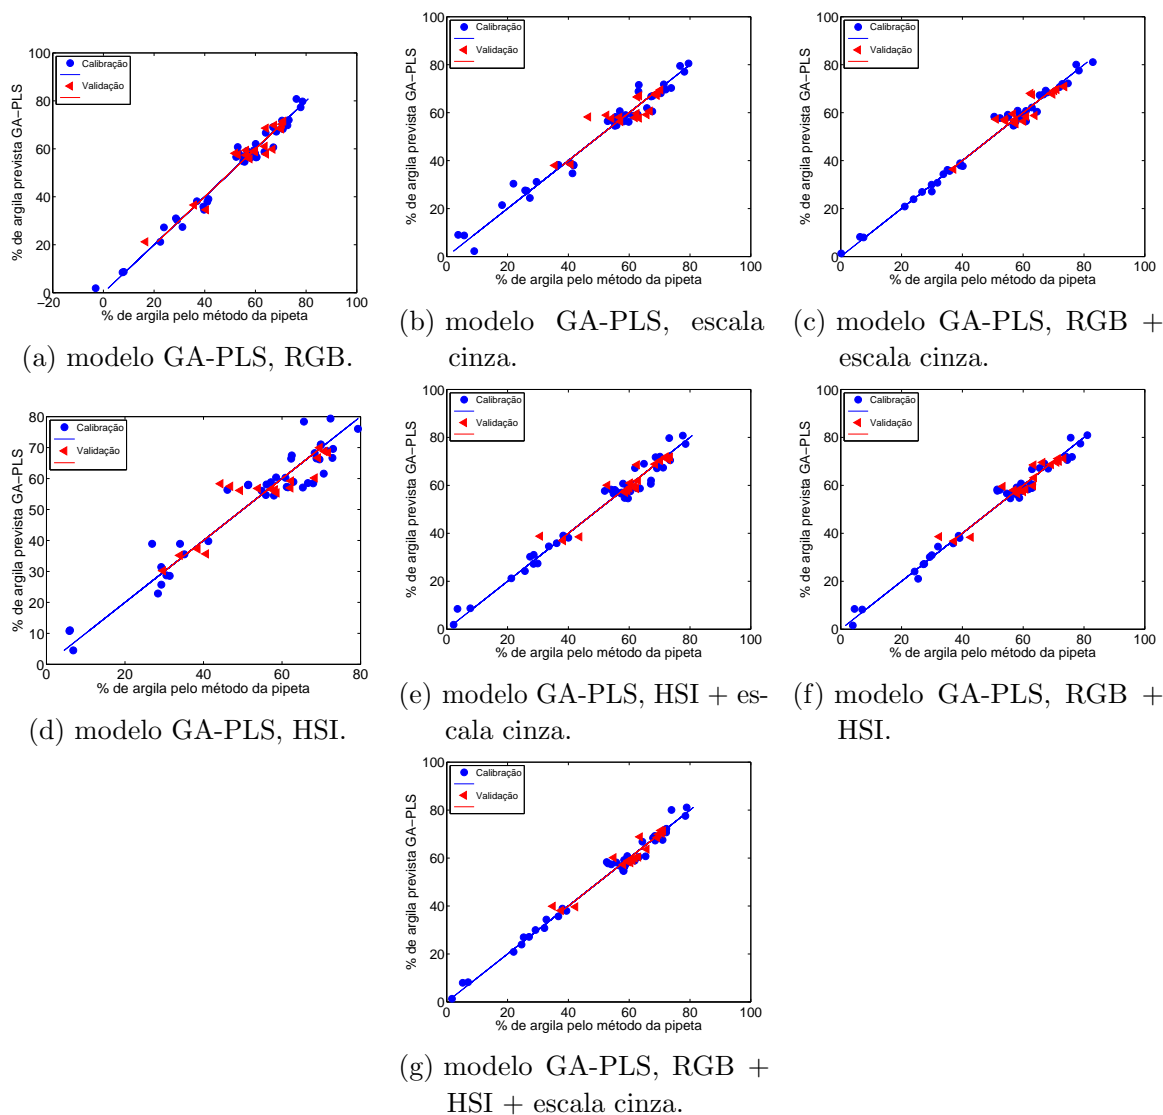 100
80
60
40
20
0
−20
0
20
40
60
80
100
% de argila prevista GA−PLS
% de argila pelo método da pipeta
Calibração
Validação
(a) modelo GA-PLS, RGB.
100
80
60
40
20
0
0
20
40
60
80
100
% de argila prevista GA−PLS
% de argila pelo método da pipeta
Calibração
Validação
(b) modelo GA-PLS, escala
cinza.
100
80
60
40
20
0
0
20
40
60
80
100
% de argila prevista GA−PLS
% de argila pelo método da pipeta
Calibração
Validação
(c) modelo GA-PLS, RGB +
escala cinza.
80
70
60
50
40
30
20
10
0
0
20
40
60
80
% de argila prevista GA−PLS
% de argila pelo método da pipeta
Calibração
Validação
(d) modelo GA-PLS, HSI.
100
80
60
40
20
0
0
20
40
60
80
100
% de argila prevista GA−PLS
% de argila pelo método da pipeta
Calibração
Validação
(e) modelo GA-PLS, HSI + es-
cala cinza.
100
80
60
40
20
0
0
20
40
60
80
100
% de argila prevista GA−PLS
% de argila pelo método da pipeta
Calibração
Validação
(f) modelo GA-PLS, RGB +
HSI.
100
80
60
40
20
0
0
20
40
60
80
100
% de argila prevista GA−PLS
% de argila pelo método da pipeta
Calibração
Validação
(g) modelo GA-PLS, RGB +
HSI + escala cinza.